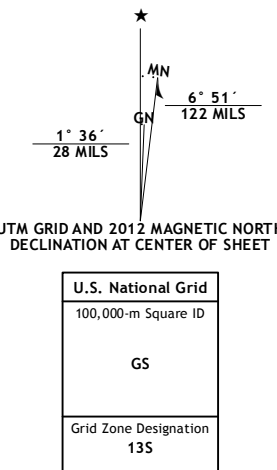 ★
MN
GN
6° 51´
122 MILS
1° 36´
28 MILS
UTM GRID AND 2012 MAGNETIC NORTH
DECLINATION AT CENTER OF SHEET
U.S. National Grid
100,000-m Square ID
GS
Grid Zone Designation
13S